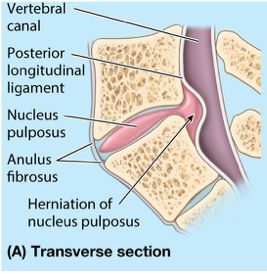 Vertebral
canal
Posterior
longitudinal
ligament
Nucleus
pulposus
Anulus
fibrosus
Herniation of
nucleus pulposus
(A) Transverse section